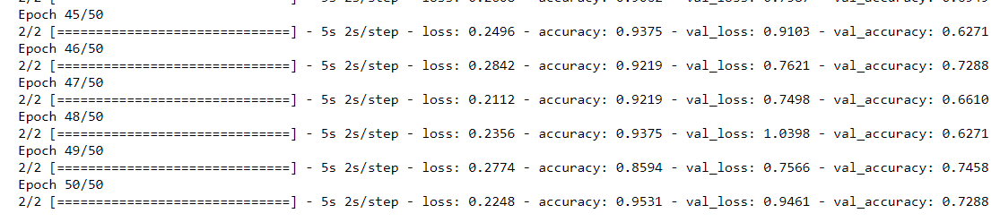 Epoch 45/50
2/2 [==============================] - 5s 2s/step - loss: 0.2496 - accuracy: 0.9375 - val_loss: 0.9103 - val_accuracy: 0.6271
Epoch 46/50
2/2 [==============================] - 5s 2s/step - loss: 0.2842 - accuracy: 0.9219 - val_loss: 0.7621 - val_accuracy: 0.7288
Epoch 47/50
2/2 [==============================] - 5s 2s/step - loss: 0.2112 - accuracy: 0.9219 - val_loss: 0.7498 - val_accuracy: 0.6610
Epoch 48/50
2/2 [==============================] - 5s 2s/step - loss: 0.2356 - accuracy: 0.9375 - val_loss: 1.0398 - val_accuracy: 0.6271
Epoch 49/50
2/2 [==============================] - 5s 2s/step - loss: 0.2774 - accuracy: 0.8594 - val_loss: 0.7566 - val_accuracy: 0.7458
Epoch 50/50
2/2 [==============================] - 5s 2s/step - loss: 0.2248 - accuracy: 0.9531 - val_loss: 0.9461 - val_accuracy: 0.7288